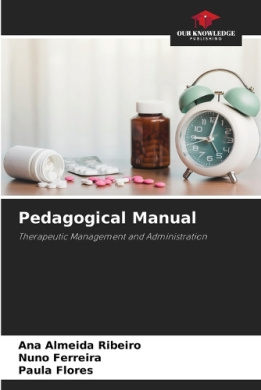 OUR KNOWLEDGE
PUBLISHING
Pedagogical Manual
Therapeutic Management and Administration
Ana Almeida Ribeiro
Nuno Ferreira
Paula Flores